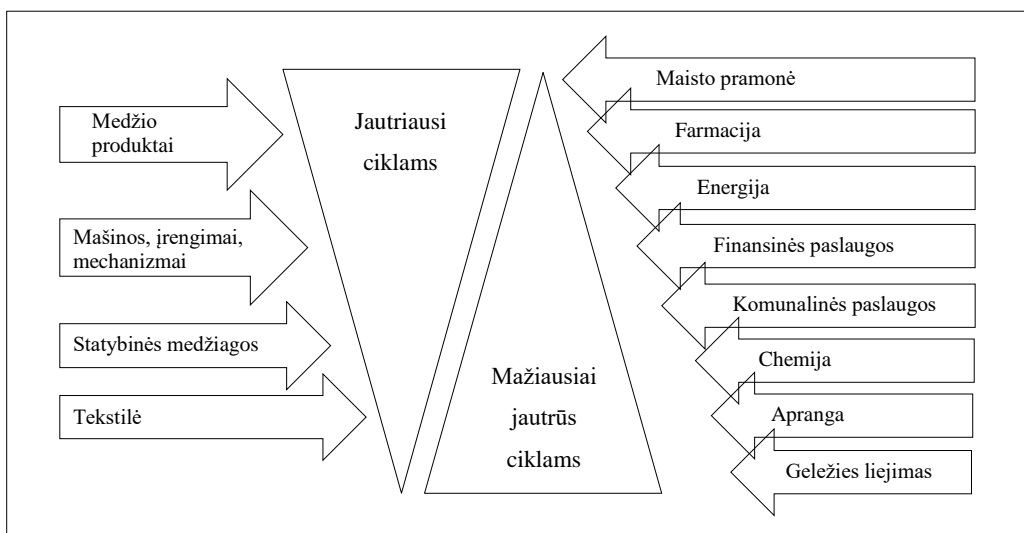 Medžio
produktai
Mašinos, įrengimai,
mechanizmai
Statybinės medžiagos
Tekstilė
Jautriausi
ciklams
Mažiausiai
jautrūs
ciklams
Maisto pramonė
Farmacija
Energija
Finansinės paslaugos
Komunalinės paslaugos
Chemija
Apranga
Geležies liejimas